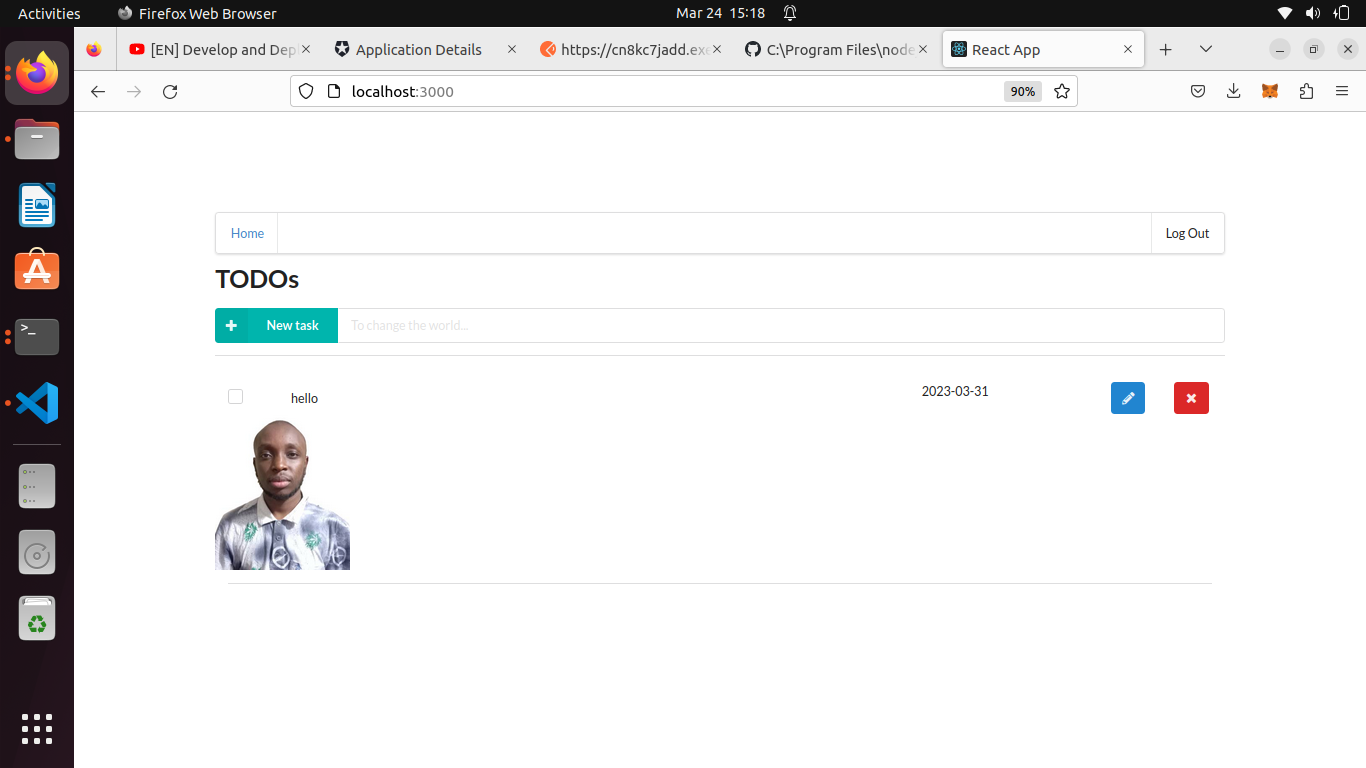 Activities Firefox Web Browser Mar 24 15:18
[EN] Develop and Dep Application Details https://cn8kc7jadd.exe C:\Program Files\node React App
localhost:3000 90%
Home Log Out
TODOs
New task To change the world...
hello 2023-03-31